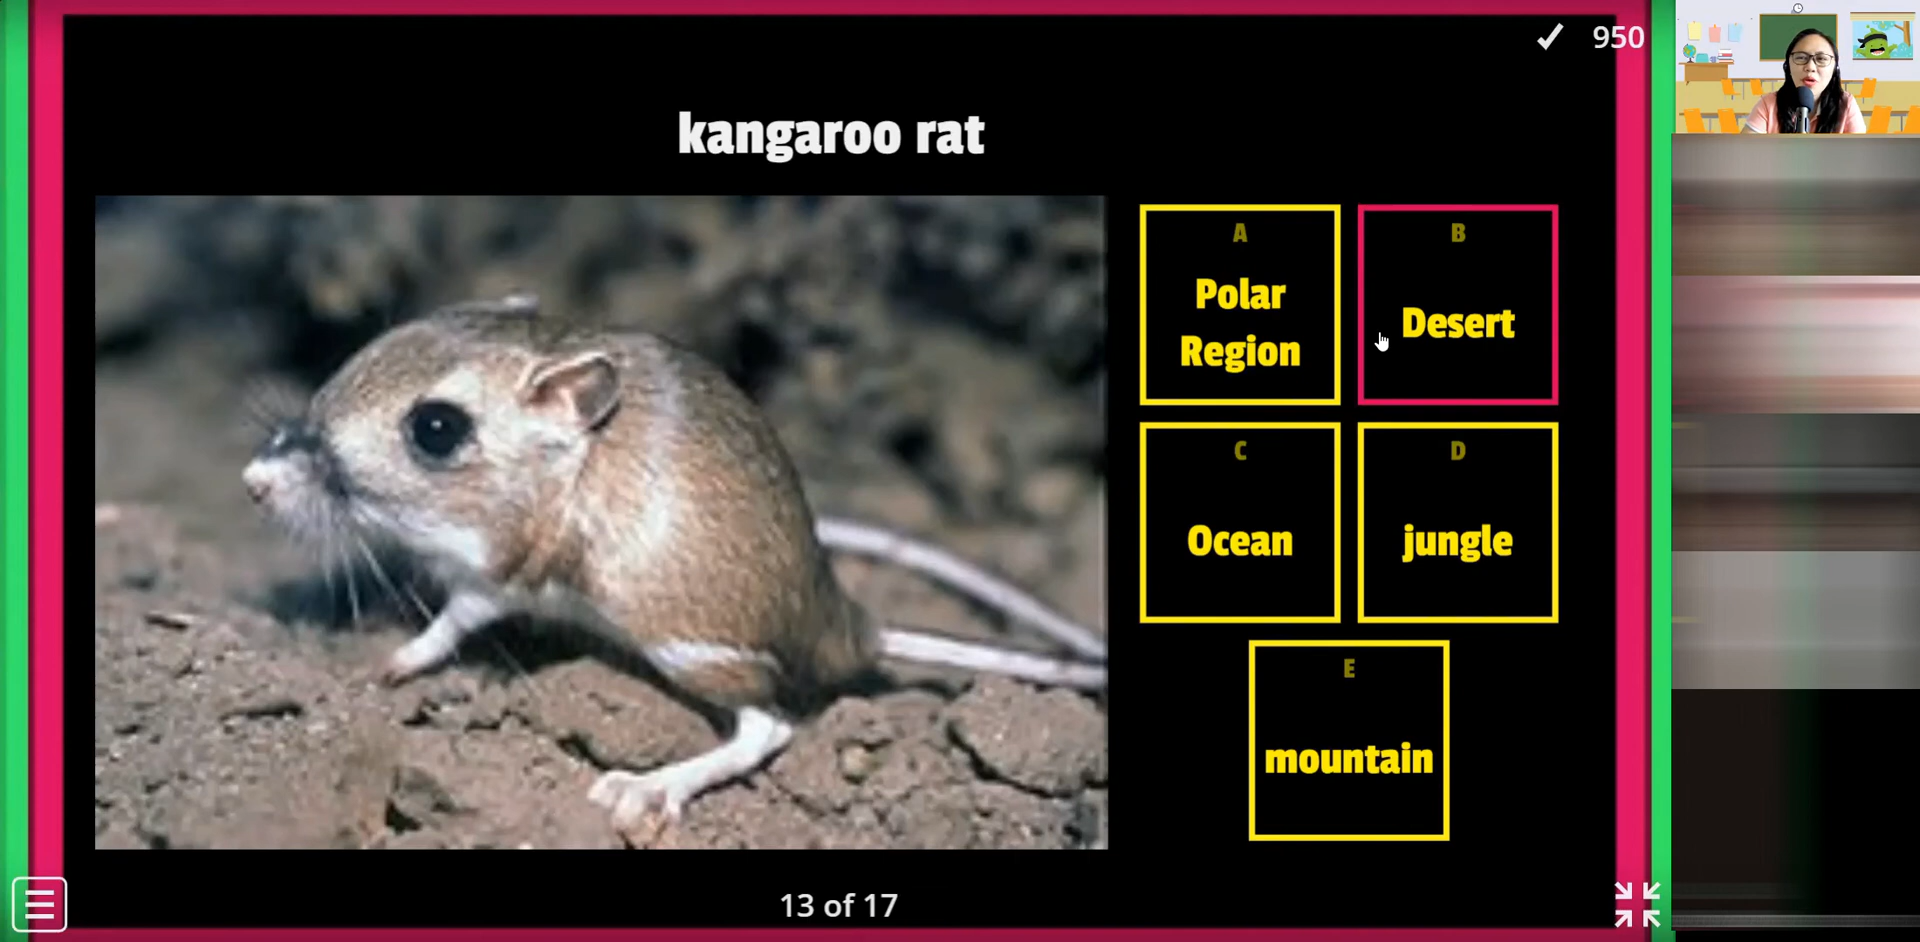 950
kangaroo rat
A
Polar
Region
B
Desert
C
Ocean
D
jungle
E
mountain
13 of 17